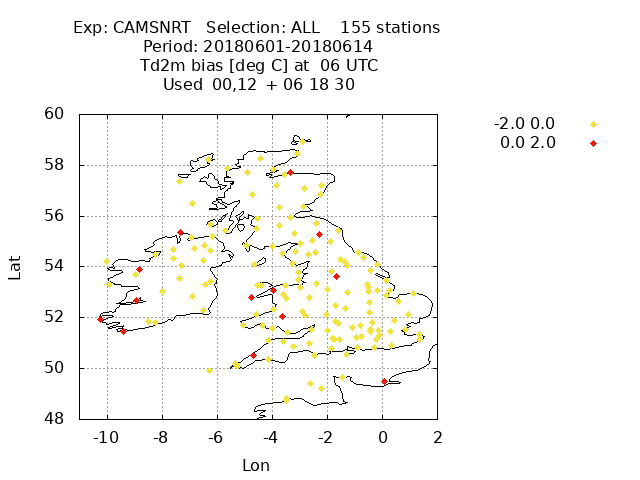 Exp: CAMSNRT Selection: ALL 155 stations
Period: 20180601-20180614
Td2m bias [deg C] at 06 UTC
Used 00,12 + 06 18 30
-2.0 0.0
0.0 2.0
60
58
56
54
52
50
48
Lat
-10 -8 -6 -4 -2 0 2
Lon